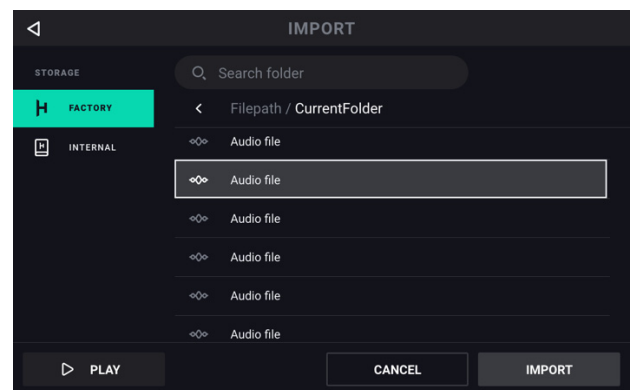 IMPORT
STORAGE
Search folder
FACTORY
Filepath / CurrentFolder
INTERNAL
Audio file
Audio file
Audio file
Audio file
Audio file
Audio file
PLAY
CANCEL
IMPORT